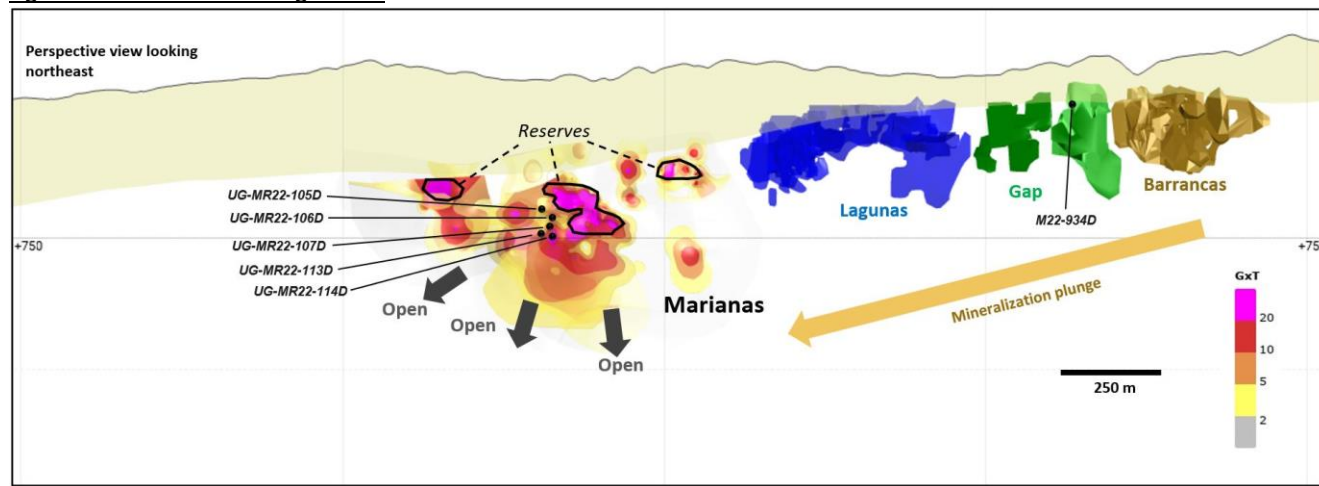 Perspective view looking
northeast
Reserves
UG-MR22-105D
UG-MR22-106D
UG-MR22-107D
UG-MR22-113D
UG-MR22-114D
+750
Open
Open
Open
Marianas
Lagunas
Gap
Barrancas
M22-934D
+75
Mineralization plunge
250 m
GxT
20
10
5
2